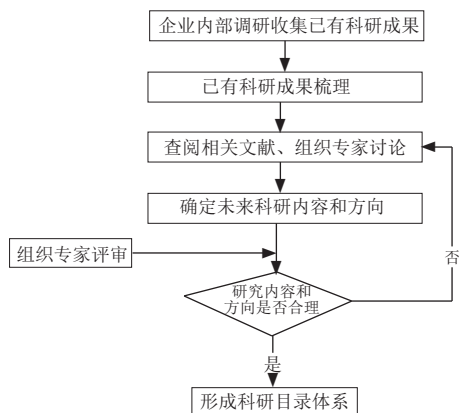 企业内部调研收集已有科研成果
已有科研成果梳理
查阅相关文献、组织专家讨论
确定未来科研内容和方向
组织专家评审
否
研究内容和
方向是否合理
是
形成科研目录体系